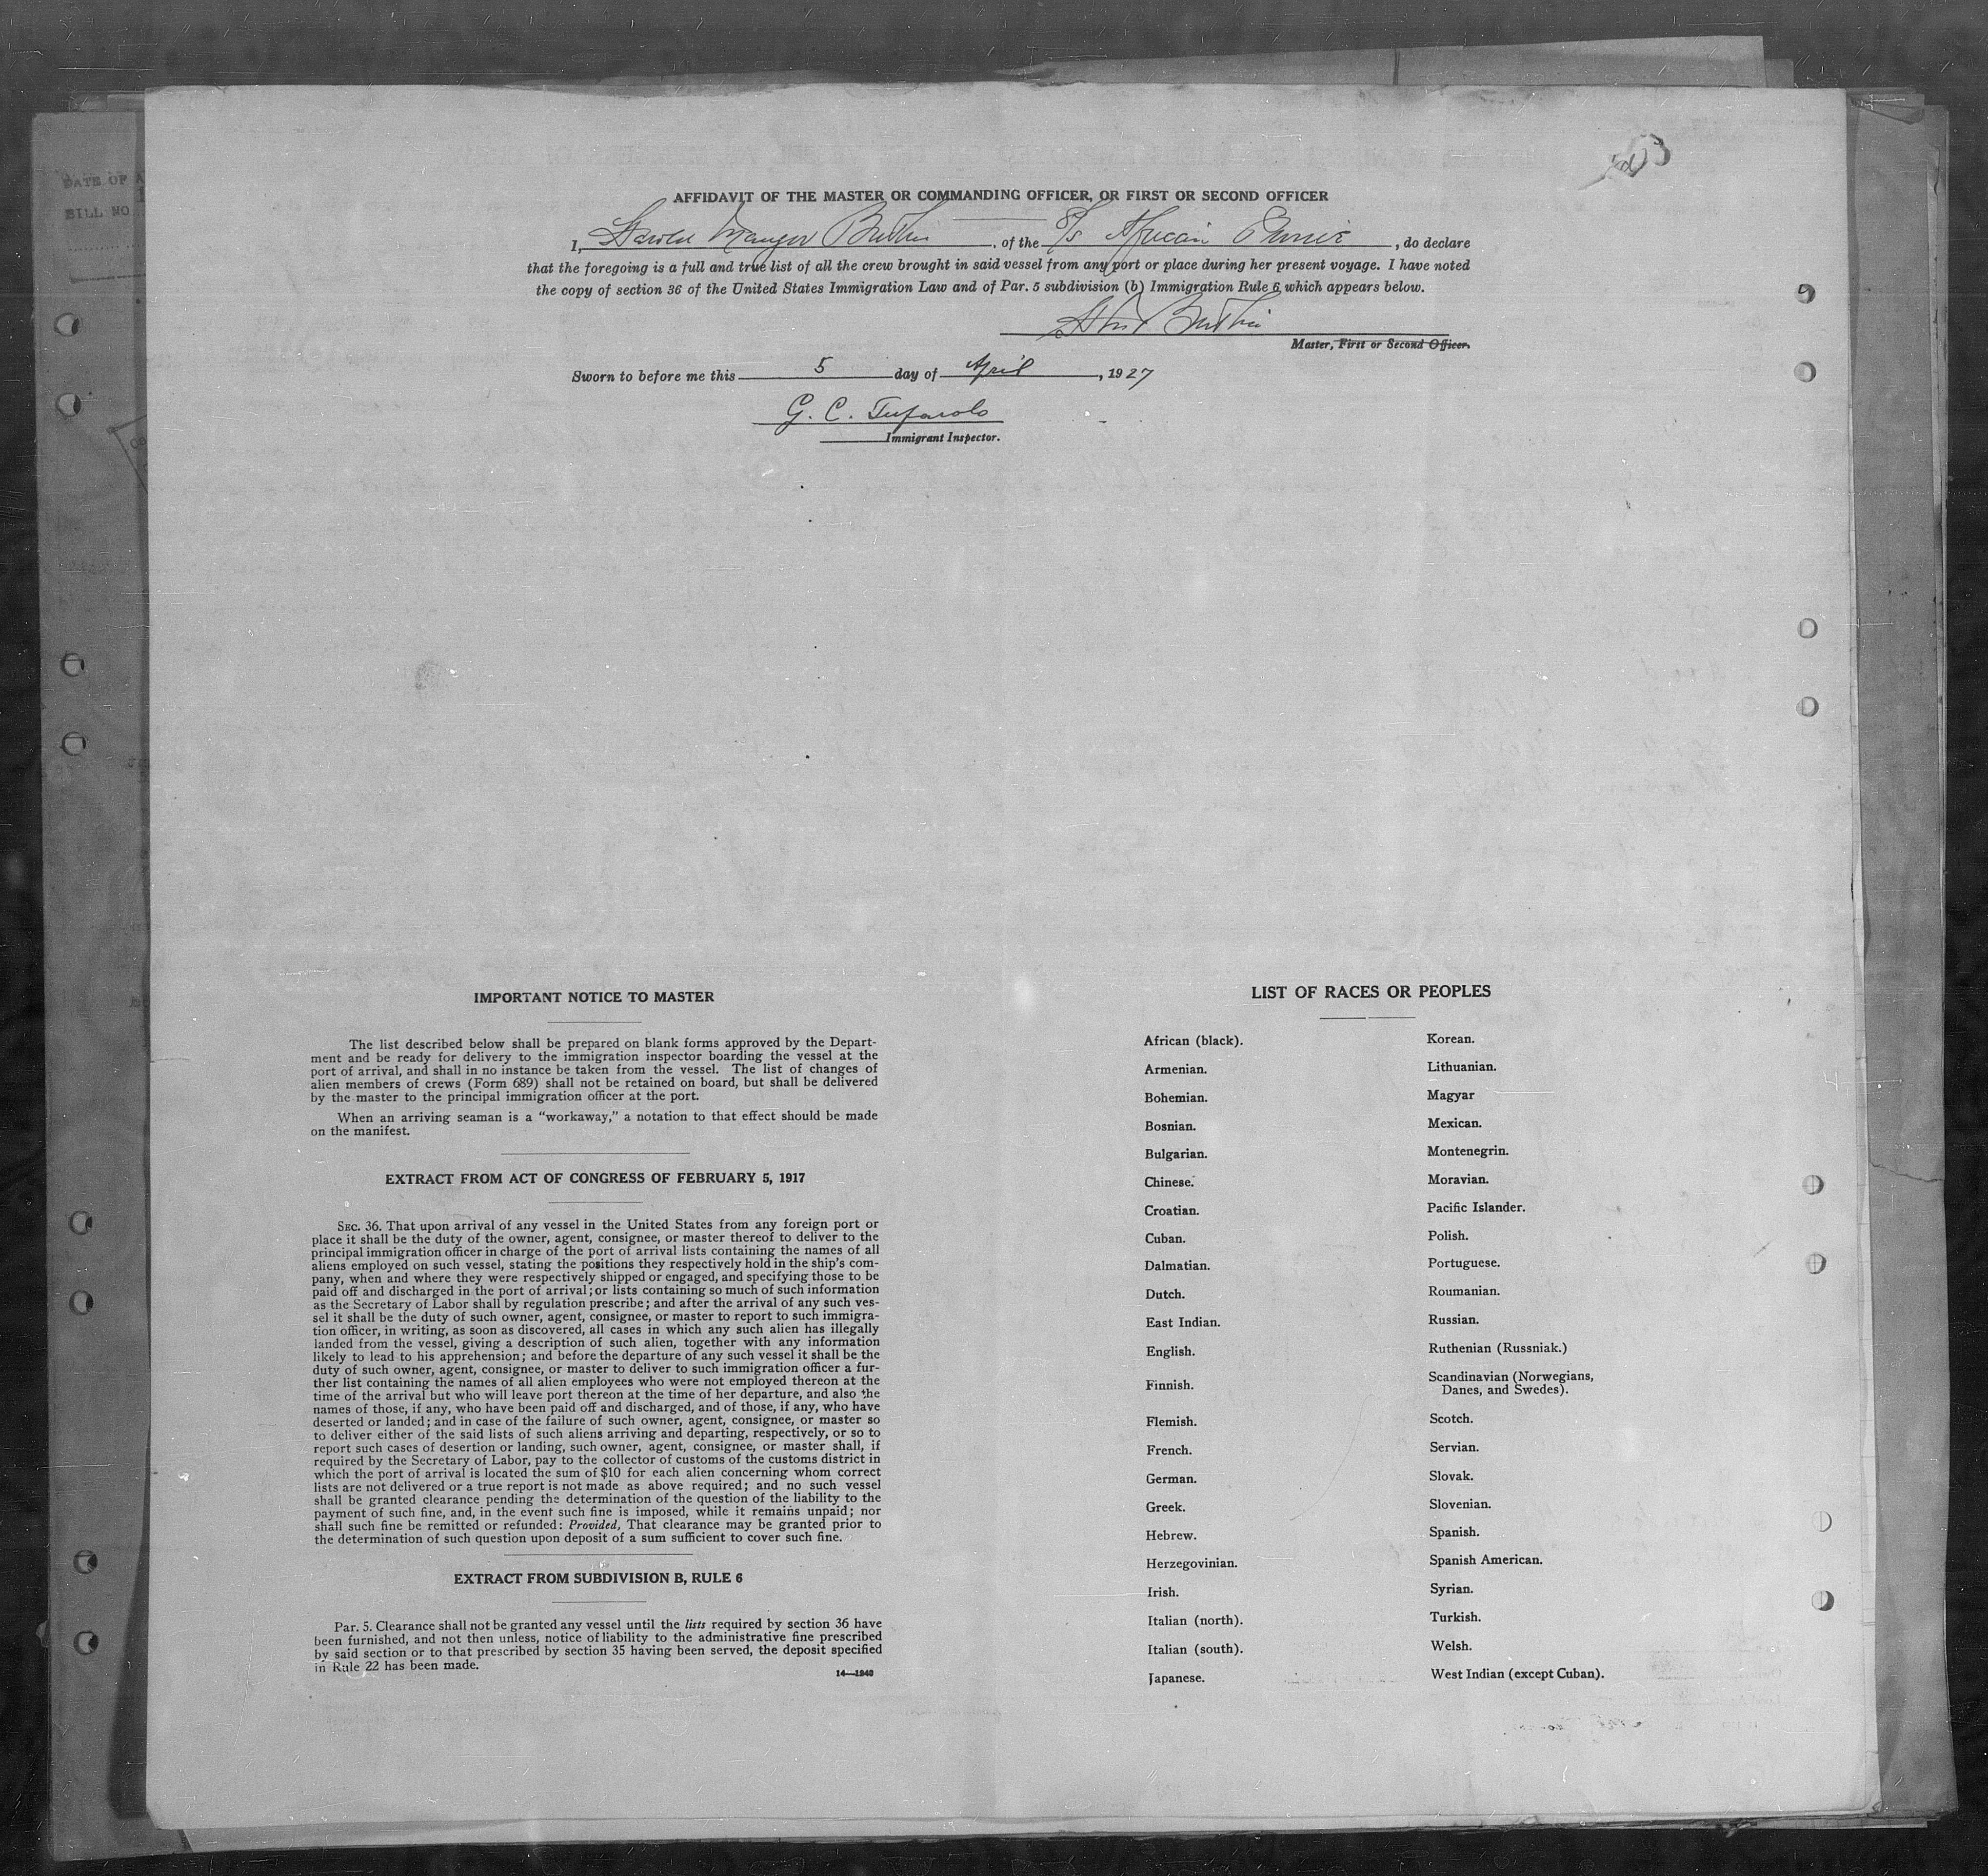 DATE OF A
BILL NO.
AFFIDAVIT OF THE MASTER OR COMMANDING OFFICER, OR FIRST OR SECOND OFFICER
I, Harold, of the S/S African, do declare
that the foregoing is a full and true list of all the crew brought in said vessel from any port or place during her present voyage. I have noted
the copy of section 36 of the United States Immigration Law and of Par. 5 subdivision (b) Immigration Rule 6, which appears below.
Master, First or Second Officer.
Sworn to before me this 5 day of April, 1927
G. C. Tufarolo
Immigrant Inspector.
IMPORTANT NOTICE TO MASTER
The list described below shall be prepared on blank forms approved by the Depart-
ment and be ready for delivery to the immigration inspector boarding the vessel at the
port of arrival, and shall in no instance be taken from the vessel. The list of changes of
alien members of crews (Form 689) shall not be retained on board, but shall be delivered
by the master to the principal immigration officer at the port.
When an arriving seaman is a “workaway,” a notation to that effect should be made
on the manifest.
EXTRACT FROM ACT OF CONGRESS OF FEBRUARY 5, 1917
SEC. 36. That upon arrival of any vessel in the United States from any foreign port or
place it shall be the duty of the owner, agent, consignee, or master thereof to deliver to the
principal immigration officer in charge of the port of arrival lists containing the names of all
aliens employed on such vessel, stating the positions they respectively hold in the ship's com-
pany, when and where they were respectively shipped or engaged, and specifying those to be
paid off and discharged in the port of arrival; or lists containing so much of such information
as the Secretary of Labor shall by regulation prescribe; and after the arrival of any such ves-
sel it shall be the duty of such owner, agent, consignee, or master to report to such immigra-
tion officer, in writing, as soon as discovered, all cases in which any such alien has illegally
landed from the vessel, giving a description of such alien, together with any information
likely to lead to his apprehension; and before the departure of any such vessel it shall be the
duty of such owner, agent, consignee, or master to deliver to such immigration officer a fur-
ther list containing the names of all alien employees who were not employed thereon at the
time of the arrival but who will leave port thereon at the time of her departure, and also the
names of those, if any, who have been paid off and discharged, and of those, if any, who have
deserted or landed; and in case of the failure of such owner, agent, consignee, or master so
to deliver either of the said lists of such aliens arriving and departing, respectively, or so to
report such cases of desertion or landing, such owner, agent, consignee, or master shall, if
required by the Secretary of Labor, pay to the collector of customs of the customs district in
which the port of arrival is located the sum of $10 for each alien concerning whom correct
lists are not delivered or a true report is not made as above required; and no such vessel
shall be granted clearance pending the determination of the question of the liability to the
payment of such fine, and, in the event such fine is imposed, while it remains unpaid; nor
shall such fine be remitted or refunded: Provided, That clearance may be granted prior to
the determination of such question upon deposit of a sum sufficient to cover such fine.
EXTRACT FROM SUBDIVISION B, RULE 6
Par. 5. Clearance shall not be granted any vessel until the lists required by section 36 have
been furnished, and not then unless, notice of liability to the administrative fine prescribed
by said section or to that prescribed by section 35 having been served, the deposit specified
in Rule 22 has been made.
14—1940
LIST OF RACES OR PEOPLES
African (black).
Armenian.
Bohemian.
Bosnian.
Bulgarian.
Chinese.
Croatian.
Cuban.
Dalmatian.
Dutch.
East Indian.
English.
Finnish.
Flemish.
French.
German.
Greek.
Hebrew.
Herzegovinian.
Irish.
Italian (north).
Italian (south).
Japanese.
Korean.
Lithuanian.
Magyar
Mexican.
Montenegrin.
Moravian.
Pacific Islander.
Polish.
Portuguese.
Roumanian.
Russian.
Ruthenian (Russniak.)
Scandinavian (Norwegians,
Danes, and Swedes).
Scotch.
Servian.
Slovak.
Slovenian.
Spanish.
Spanish American.
Syrian.
Turkish.
Welsh.
West Indian (except Cuban).